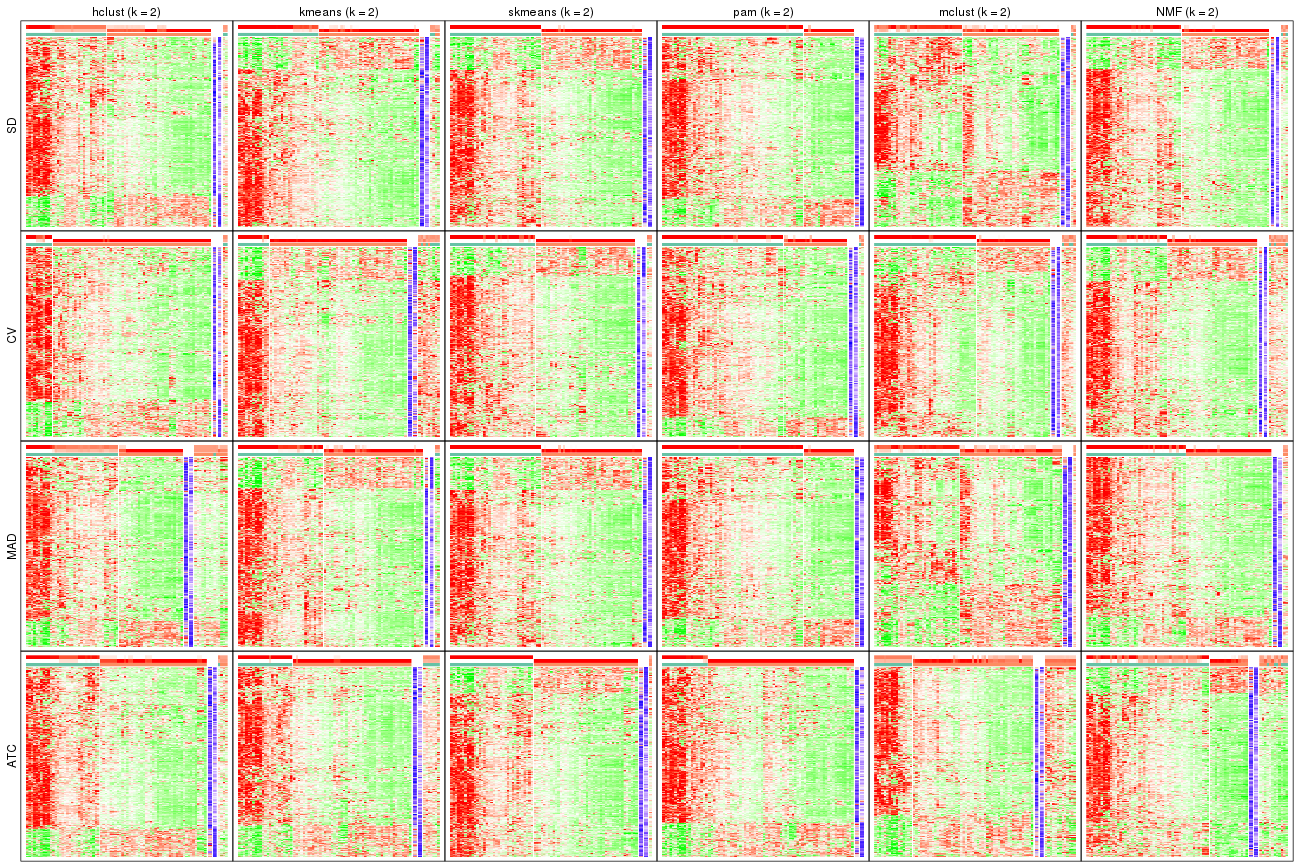 hclust (k = 2) kmeans (k = 2) skmeans (k = 2) pam (k = 2) mclust (k = 2) NMF (k = 2)
SD
CV
MAD
ATC